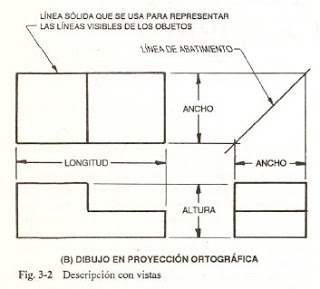 LÍNEA SÓLIDA QUE SE USA PARA REPRESENTAR
LAS LÍNEAS VISIBLES DE LOS OBJETOS
LÍNEA DE ABATIMIENTO
ANCHO
LONGITUD
ANCHO
ALTURA
(B) DIBUJO EN PROYECCIÓN ORTOGRÁFICA
Fig. 3-2 Descripción con vistas